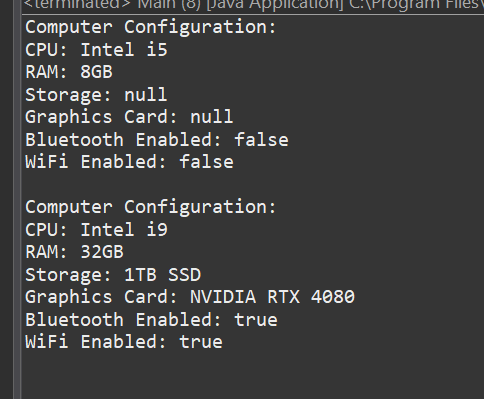 <terminated> Main (8) [Java Application] C:\Program Files\
Computer Configuration:
CPU: Intel i5
RAM: 8GB
Storage: null
Graphics Card: null
Bluetooth Enabled: false
WiFi Enabled: false
Computer Configuration:
CPU: Intel i9
RAM: 32GB
Storage: 1TB SSD
Graphics Card: NVIDIA RTX 4080
Bluetooth Enabled: true
WiFi Enabled: true